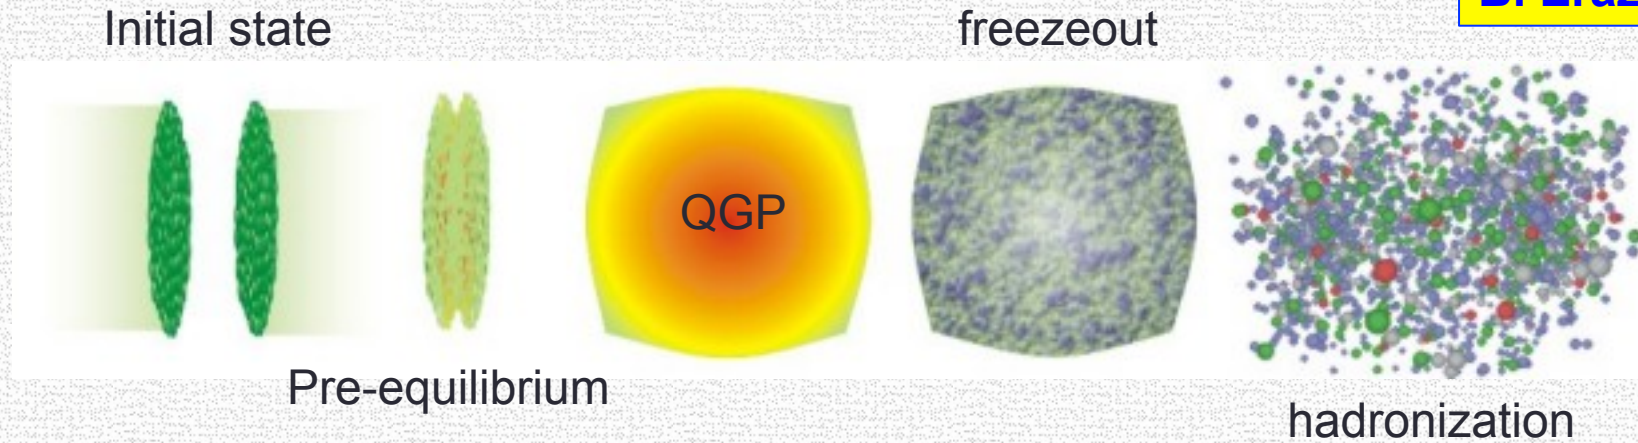 Initial state
freezeout
QGP
Pre-equilibrium
hadronization